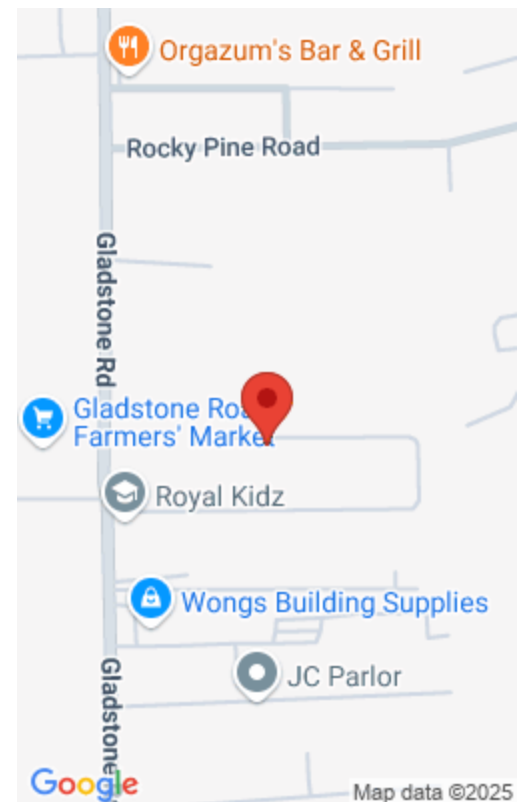 Orgazum's Bar & Grill
Rocky Pine Road
Gladstone Rd
Gladstone Roa
Farmers' Market
Royal Kidz
Wongs Building Supplies
JC Parlor
Gladstone
Google
Map data ©2025